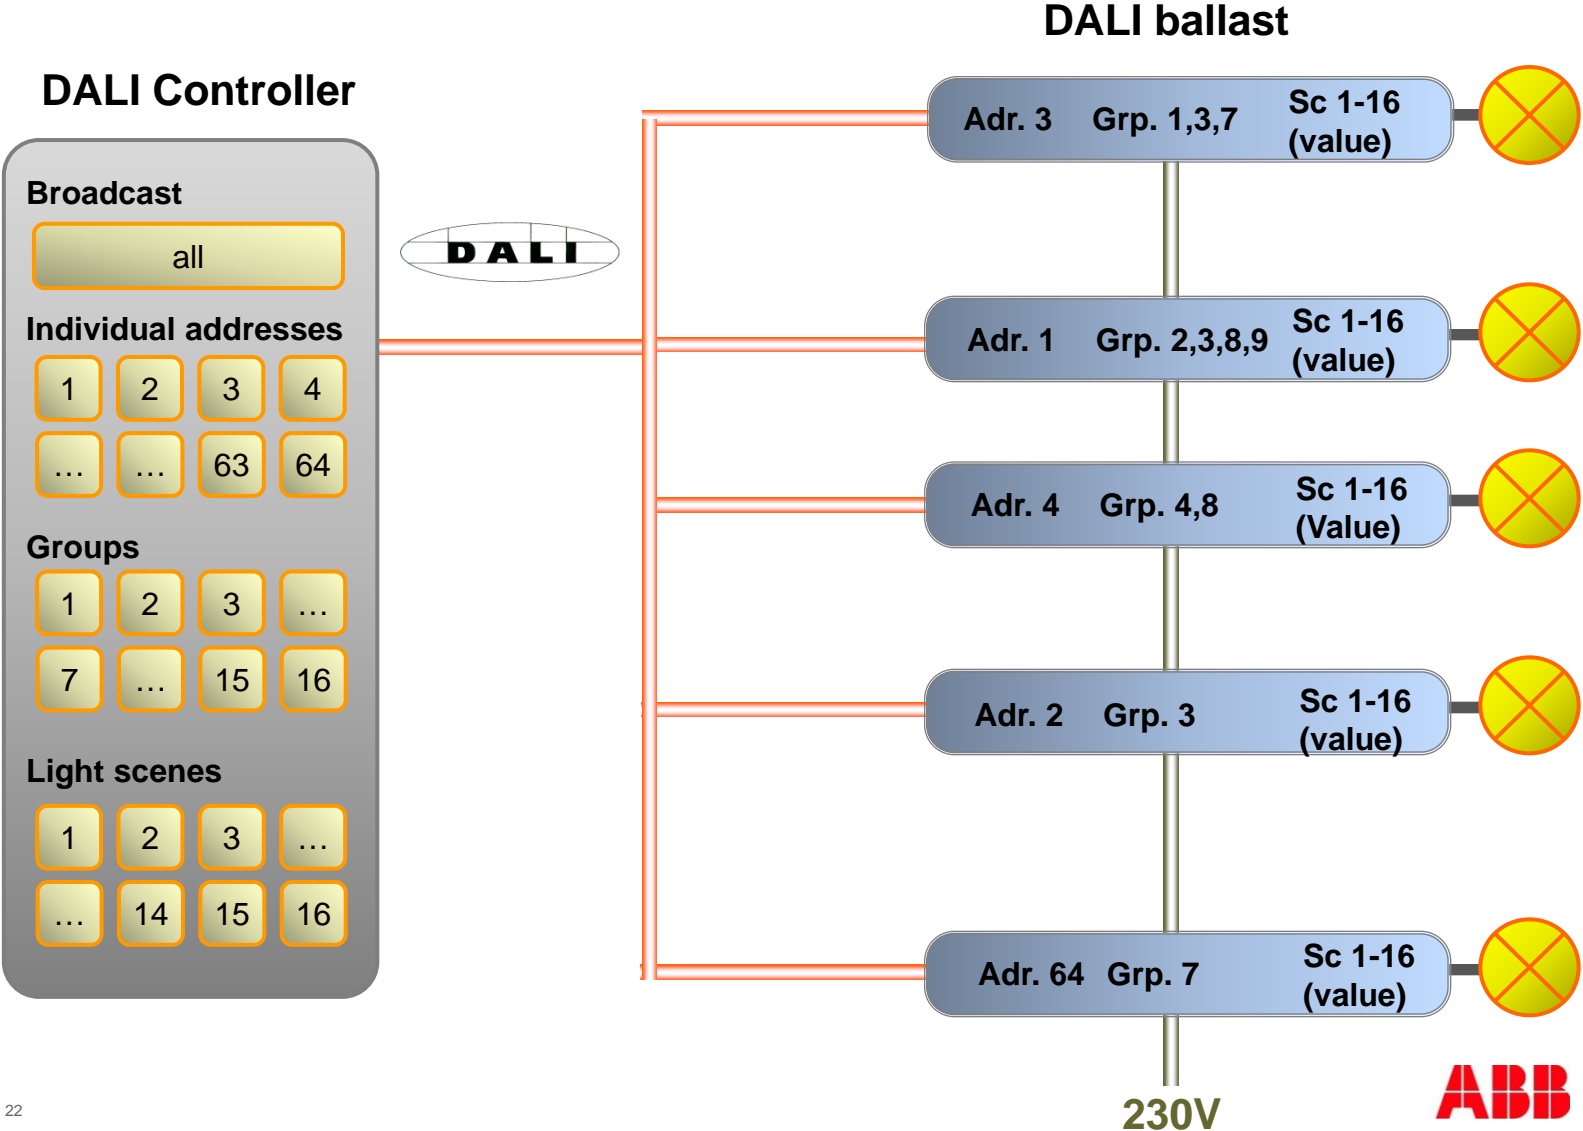 DALI ballast
DALI Controller
Broadcast
all
Individual addresses
1 2 3 4
… … 63 64
Groups
1 2 3 …
7 … 15 16
Light scenes
1 2 3 …
… 14 15 16
DALI
Adr. 3 Grp. 1,3,7 Sc 1-16
(value)
Adr. 1 Grp. 2,3,8,9 Sc 1-16
(value)
Adr. 4 Grp. 4,8 Sc 1-16
(Value)
Adr. 2 Grp. 3 Sc 1-16
(value)
Adr. 64 Grp. 7 Sc 1-16
(value)
230V
ABB
22